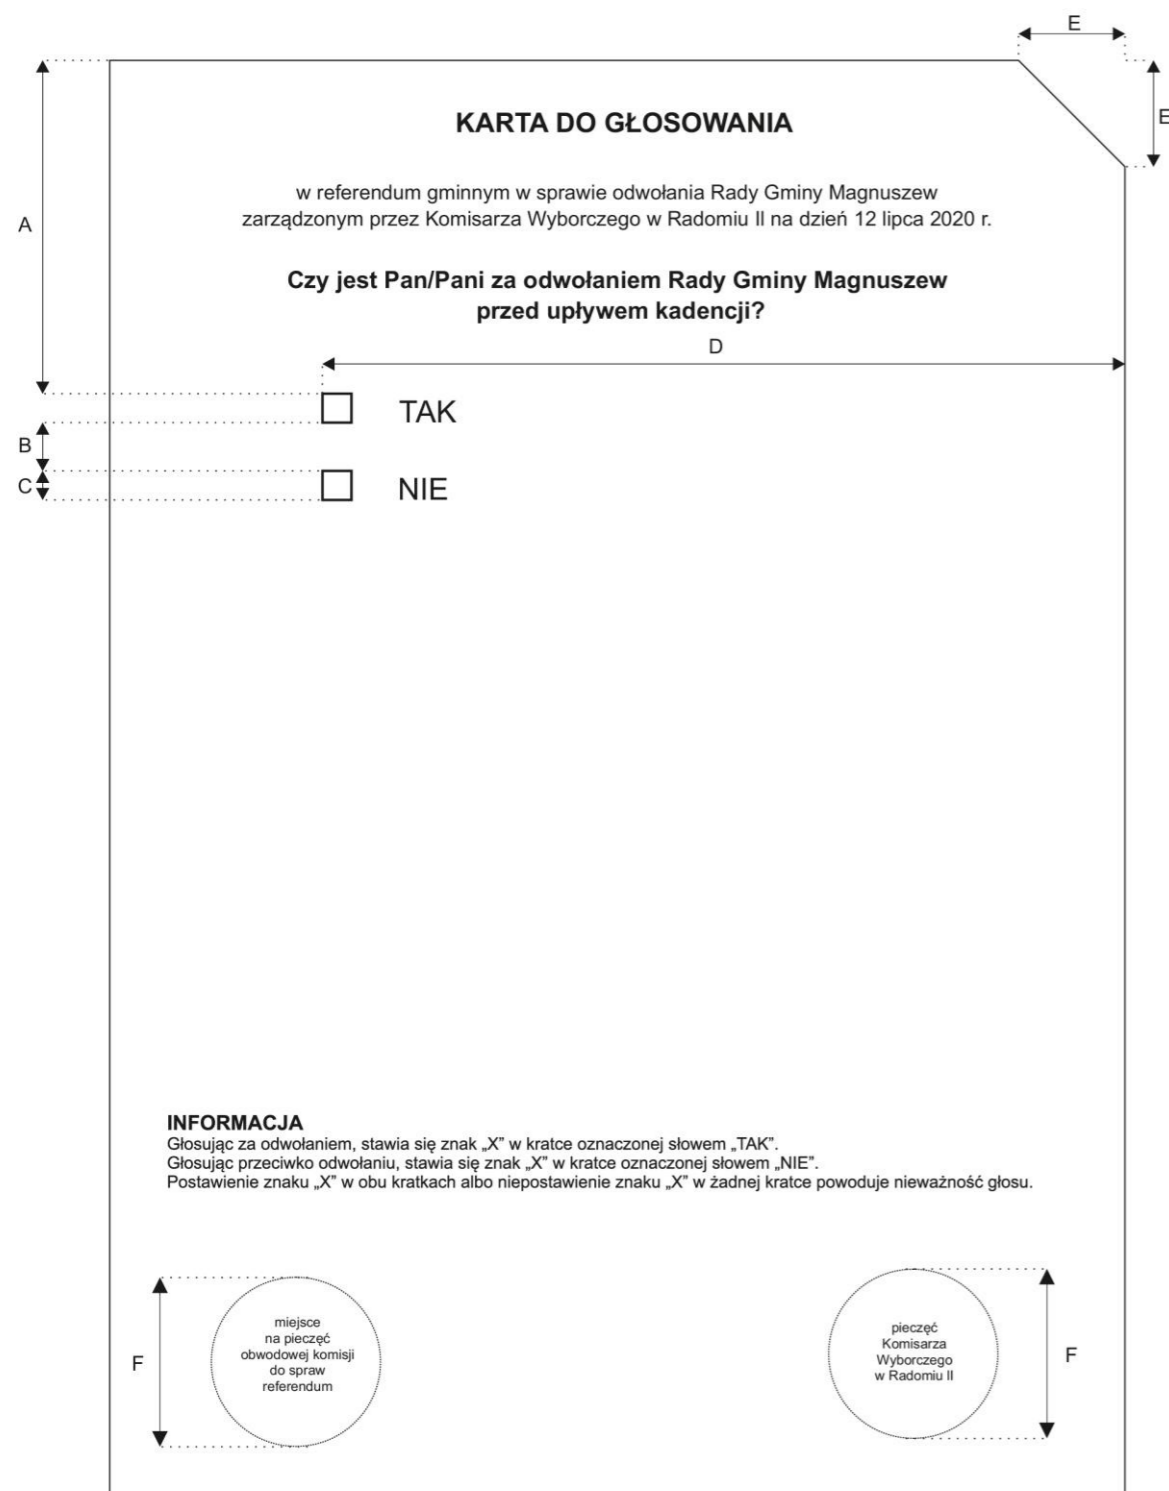 E
E
KARTA DO GŁOSOWANIA
w referendum gminnym w sprawie odwołania Rady Gminy Magnuszew
zarządzonym przez Komisarza Wyborczego w Radomiu II na dzień 12 lipca 2020 r.
A
Czy jest Pan/Pani za odwołaniem Rady Gminy Magnuszew
przed upływem kadencji?
D
TAK
B
C
NIE
INFORMACJA
Głosując za odwołaniem, stawia się znak „X” w kratce oznaczonej słowem „TAK”.
Głosując przeciwko odwołaniu, stawia się znak „X” w kratce oznaczonej słowem „NIE”.
Postawienie znaku „X” w obu kratkach albo niepostawienie znaku „X” w żadnej kratce powoduje nieważność głosu.
F
miejsce
na pieczęć
obwodowej komisji
do spraw
referendum
pieczęć
Komisarza
Wyborczego
w Radomiu II
F